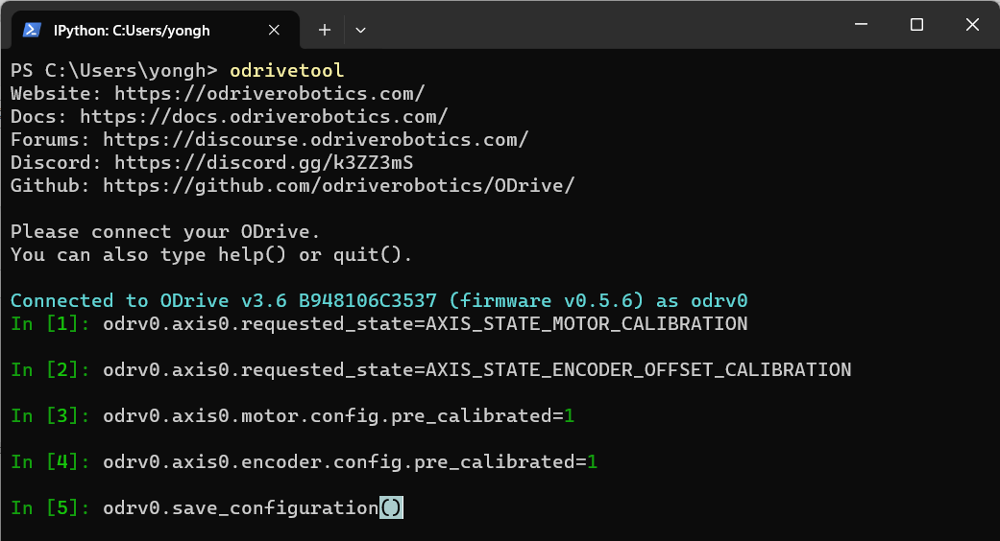 IPython: C:Users/yongh
PS C:\Users\yongh> odrivetool
Website: https://odriverobotics.com/
Docs: https://docs.odriverobotics.com/
Forums: https://discourse.odriverobotics.com/
Discord: https://discord.gg/k3ZZ3mS
Github: https://github.com/odriverobotics/ODrive/
Please connect your ODrive.
You can also type help() or quit().
Connected to ODrive v3.6 B948106C3537 (firmware v0.5.6) as odrv0
In [1]: odrv0.axis0.requested_state=AXIS_STATE_MOTOR_CALIBRATION
In [2]: odrv0.axis0.requested_state=AXIS_STATE_ENCODER_OFFSET_CALIBRATION
In [3]: odrv0.axis0.motor.config.pre_calibrated=1
In [4]: odrv0.axis0.encoder.config.pre_calibrated=1
In [5]: odrv0.save_configuration()